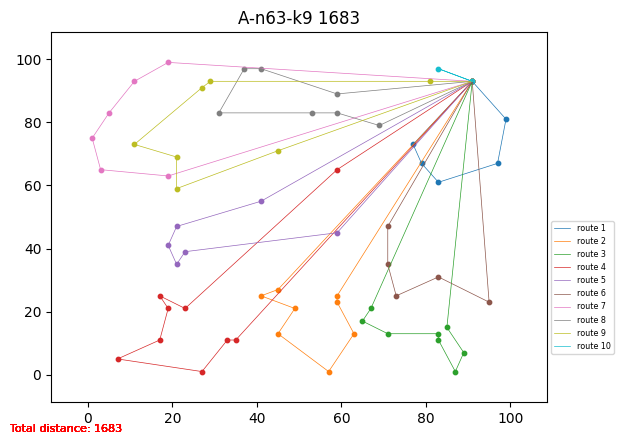 A-n63-k9 1683
100
80
60
40
20
0
0 20 40 60 80 100
route 1
route 2
route 3
route 4
route 5
route 6
route 7
route 8
route 9
route 10
Total distance: 1683